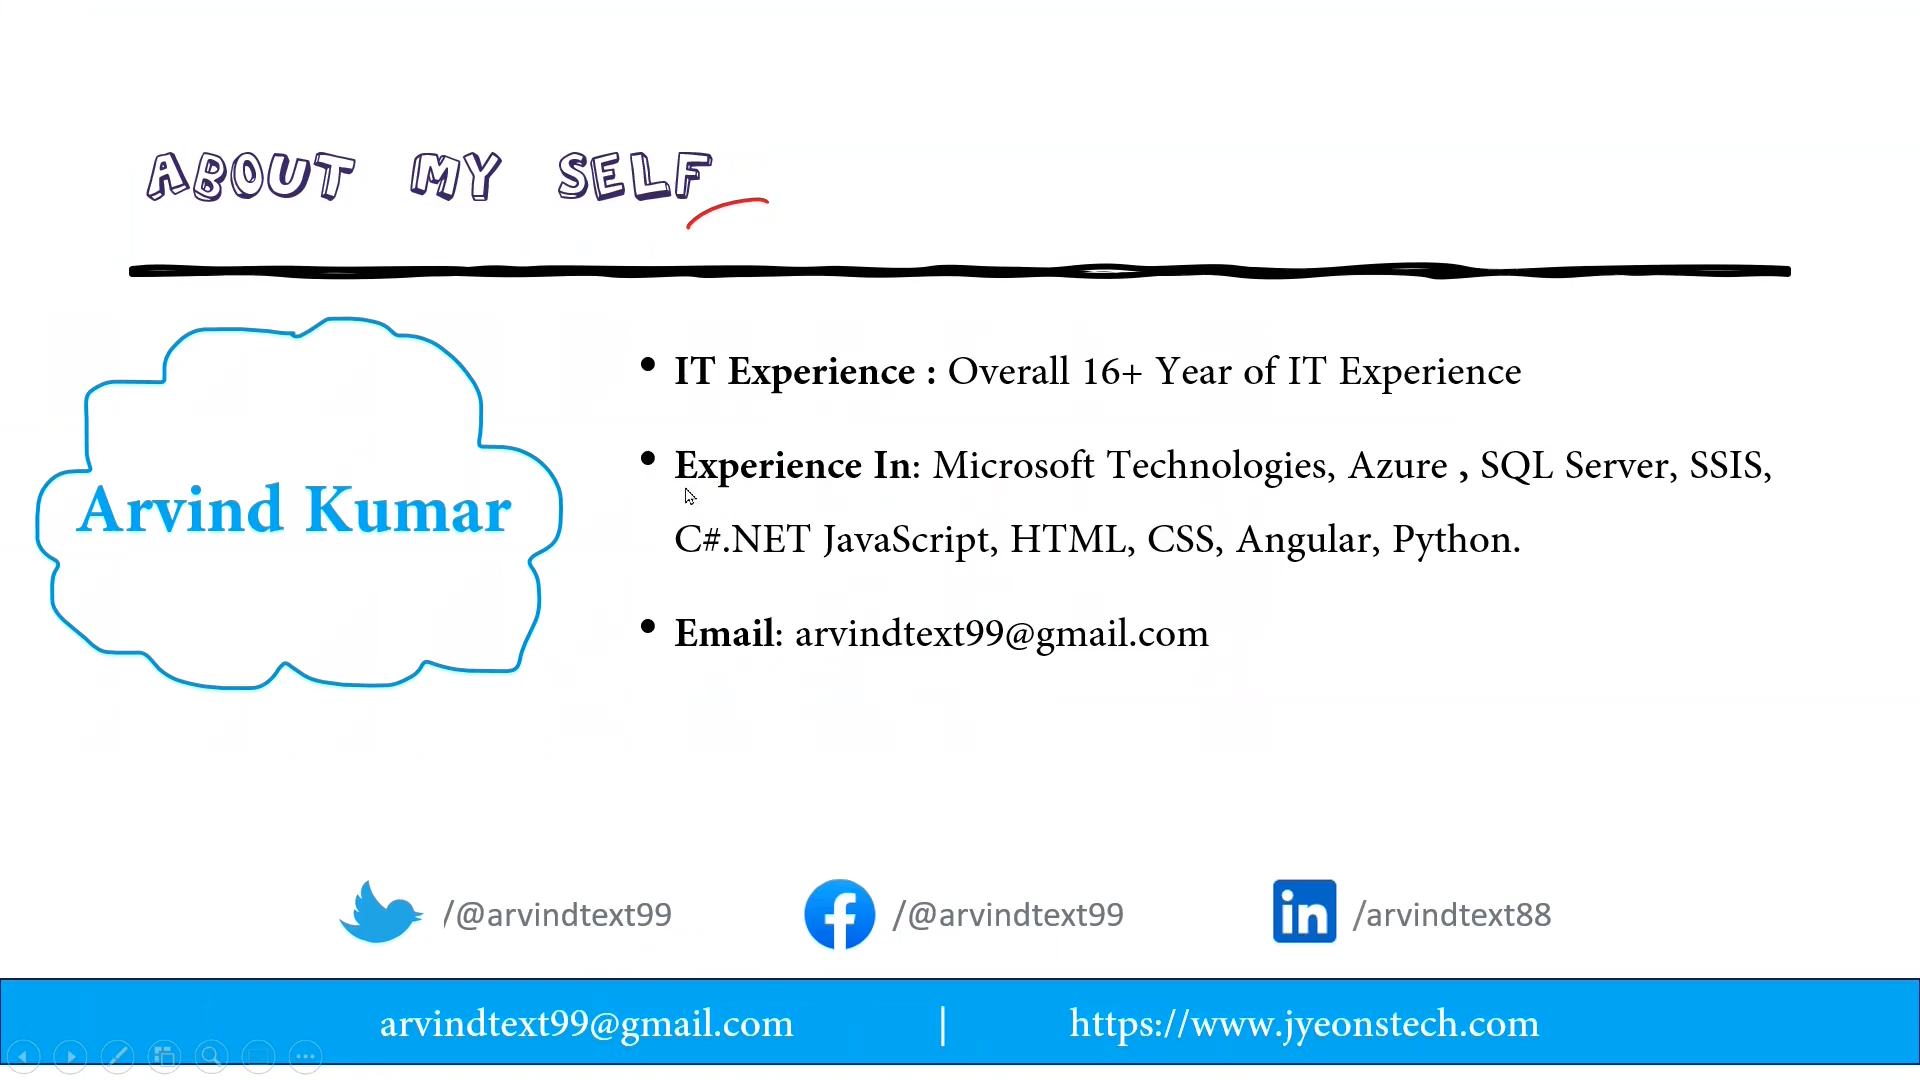 ABOUT MY SELF
Arvind Kumar
• IT Experience : Overall 16+ Year of IT Experience
• Experience In: Microsoft Technologies, Azure , SQL Server, SSIS,
C#.NET JavaScript, HTML, CSS, Angular, Python.
• Email: arvindtext99@gmail.com
/@arvindtext99
/@arvindtext99
/arvindtext88
arvindtext99@gmail.com | https://www.jyeonstech.com